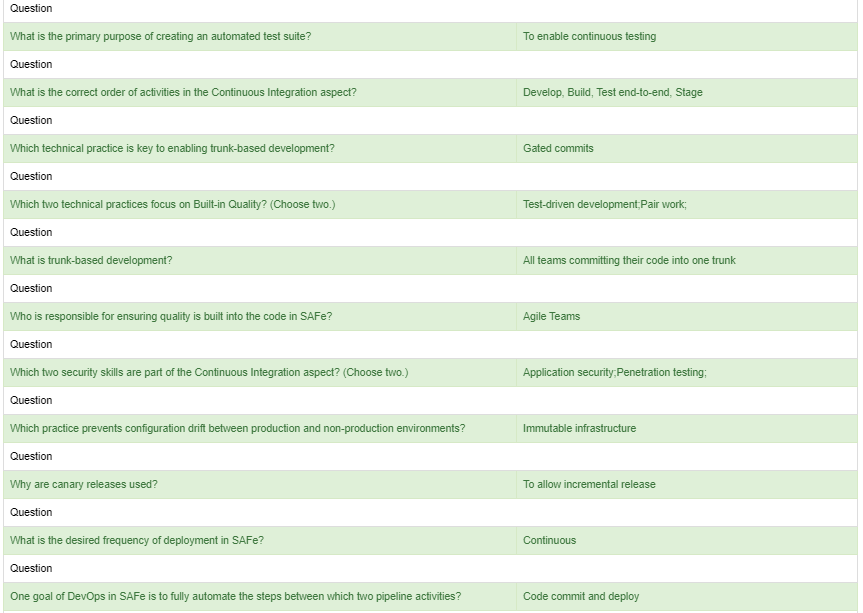 Question
What is the primary purpose of creating an automated test suite? To enable continuous testing
Question
What is the correct order of activities in the Continuous Integration aspect? Develop, Build, Test end-to-end, Stage
Question
Which technical practice is key to enabling trunk-based development? Gated commits
Question
Which two technical practices focus on Built-in Quality? (Choose two.) Test-driven development;Pair work;
Question
What is trunk-based development? All teams committing their code into one trunk
Question
Who is responsible for ensuring quality is built into the code in SAFe? Agile Teams
Question
Which two security skills are part of the Continuous Integration aspect? (Choose two.) Application security;Penetration testing;
Question
Which practice prevents configuration drift between production and non-production environments? Immutable infrastructure
Question
Why are canary releases used? To allow incremental release
Question
What is the desired frequency of deployment in SAFe? Continuous
Question
One goal of DevOps in SAFe is to fully automate the steps between which two pipeline activities? Code commit and deploy